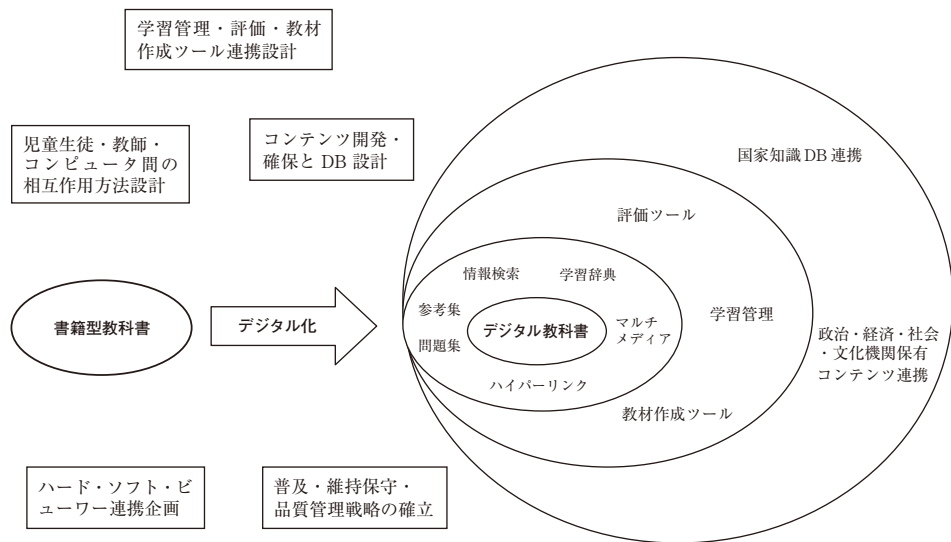 学習管理・評価・教材
作成ツール連携設計
児童生徒・教師・
コンピュータ間の
相互作用方法設計
コンテンツ開発・
確保と DB 設計
国家知識 DB 連携
評価ツール
情報検索
学習辞典
参考集
書籍型教科書
デジタル化
デジタル教科書
マルチ
メディア
学習管理
問題集
政治・経済・社会
・文化機関保有
コンテンツ連携
ハイパーリンク
教材作成ツール
ハード・ソフト・ビ
ューワー連携企画
普及・維持保守・
品質管理戦略の確立